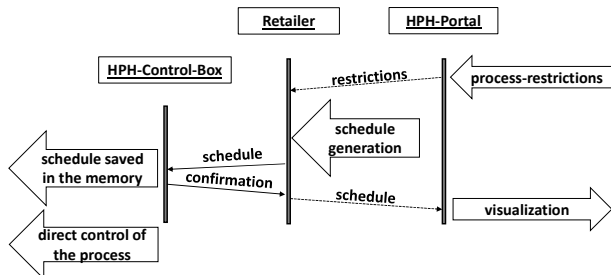 Retailer
HPH-Portal
HPH-Control-Box
restrictions
process-restrictions
schedule
generation
schedule
schedule saved
in the memory
confirmation
schedule
visualization
direct control of
the process